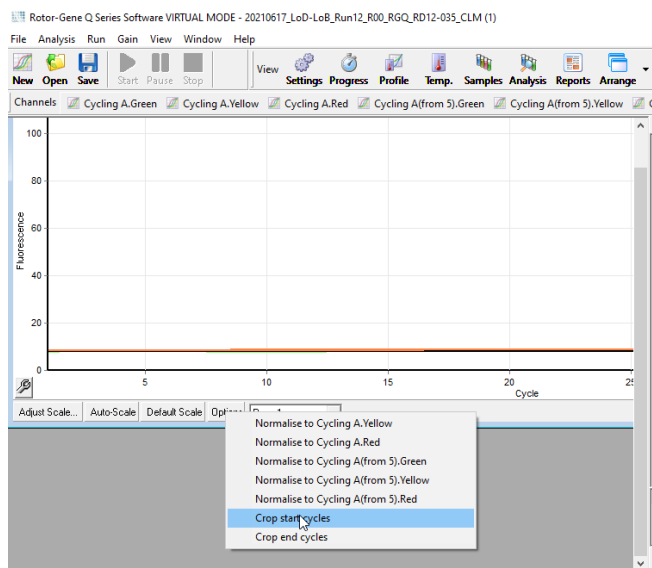 Rotor-Gene Q Series Software VIRTUAL MODE - 20210617_LoD-LoB_Run12_R00_RGQ_RD12-035_CLM (1)
File Analysis Run Gain View Window Help
New Open Save Start Pause Stop View Settings Progress Profile Temp. Samples Analysis Reports Arrange
Channels Cycling A.Green Cycling A.Yellow Cycling A.Red Cycling A(from 5).Green Cycling A(from 5).Yellow
100
80
60
40
20
0
Fluorescence
5 10 15 20
Cycle
Adjust Scale... Auto-Scale Default Scale
Normalise to Cycling A.Yellow
Normalise to Cycling A.Red
Normalise to Cycling A(from 5).Green
Normalise to Cycling A(from 5).Yellow
Normalise to Cycling A(from 5).Red
Crop start cycles
Crop end cycles